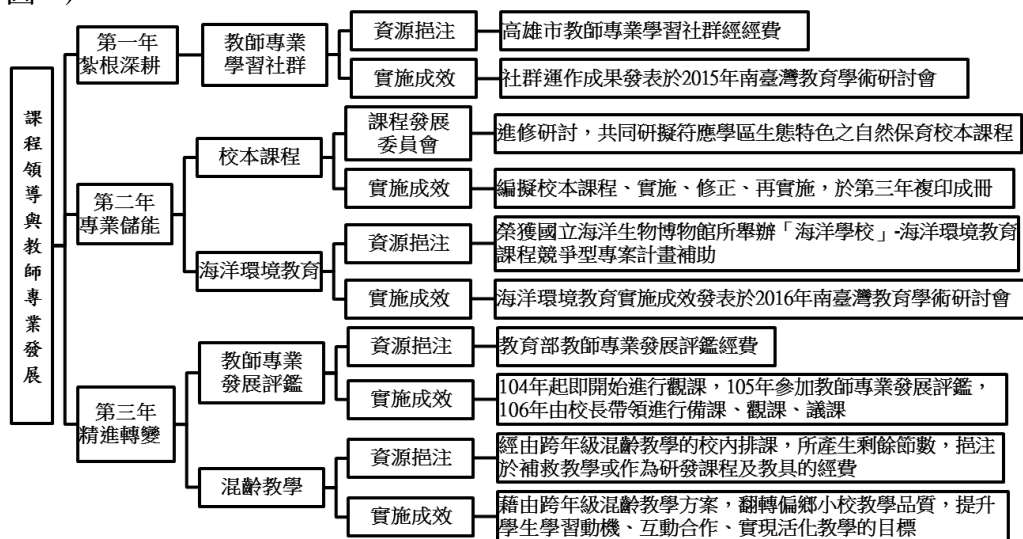 課程領導與教師專業發展
第一年
紮根深耕
教師專業
學習社群
資源挹注
高雄市教師專業學習社群經經費
實施成效
社群運作成果發表於2015年南臺灣教育學術研討會
第二年
專業儲能
校本課程
課程發展
委員會
進修研討，共同研擬符應學區生態特色之自然保育校本課程
實施成效
編擬校本課程、實施、修正、再實施，於第三年複印成冊
海洋環境教育
資源挹注
榮獲國立海洋生物博物館所舉辦「海洋學校」-海洋環境教育
課程競爭型專案計畫補助
實施成效
海洋環境教育實施成效發表於2016年南臺灣教育學術研討會
第三年
精進轉變
教師專業
發展評鑑
資源挹注
教育部教師專業發展評鑑經費
實施成效
104年起即開始進行觀課，105年參加教師專業發展評鑑，
106年由校長帶領進行備課、觀課、議課
混齡教學
資源挹注
經由跨年級混齡教學的校內排課，所產生剩餘節數，挹注
於補救教學或作為研發課程及教具的經費
實施成效
藉由跨年級混齡教學方案，翻轉偏鄉小校教學品質，提升
學生學習動機、互動合作、實現活化教學的目標